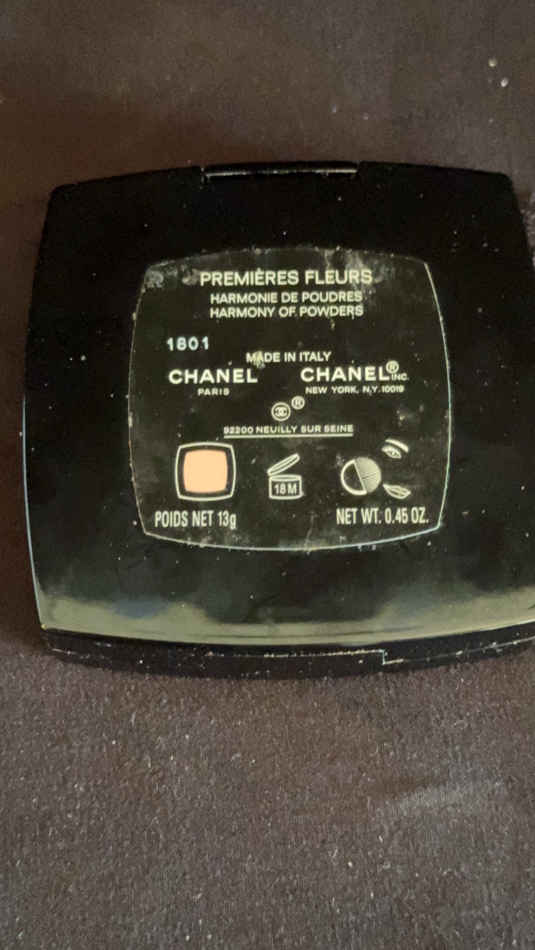 PREMIÈRES FLEURS
HARMONIE DE POUDRES
HARMONY OF POWDERS
1801
MADE IN ITALY
CHANEL CHANEL® INC.
PARIS NEW YORK, N.Y. 10019
®
92200 NEUILLY SUR SEINE
18M
POIDS NET 13g NET WT. 0.45 OZ.